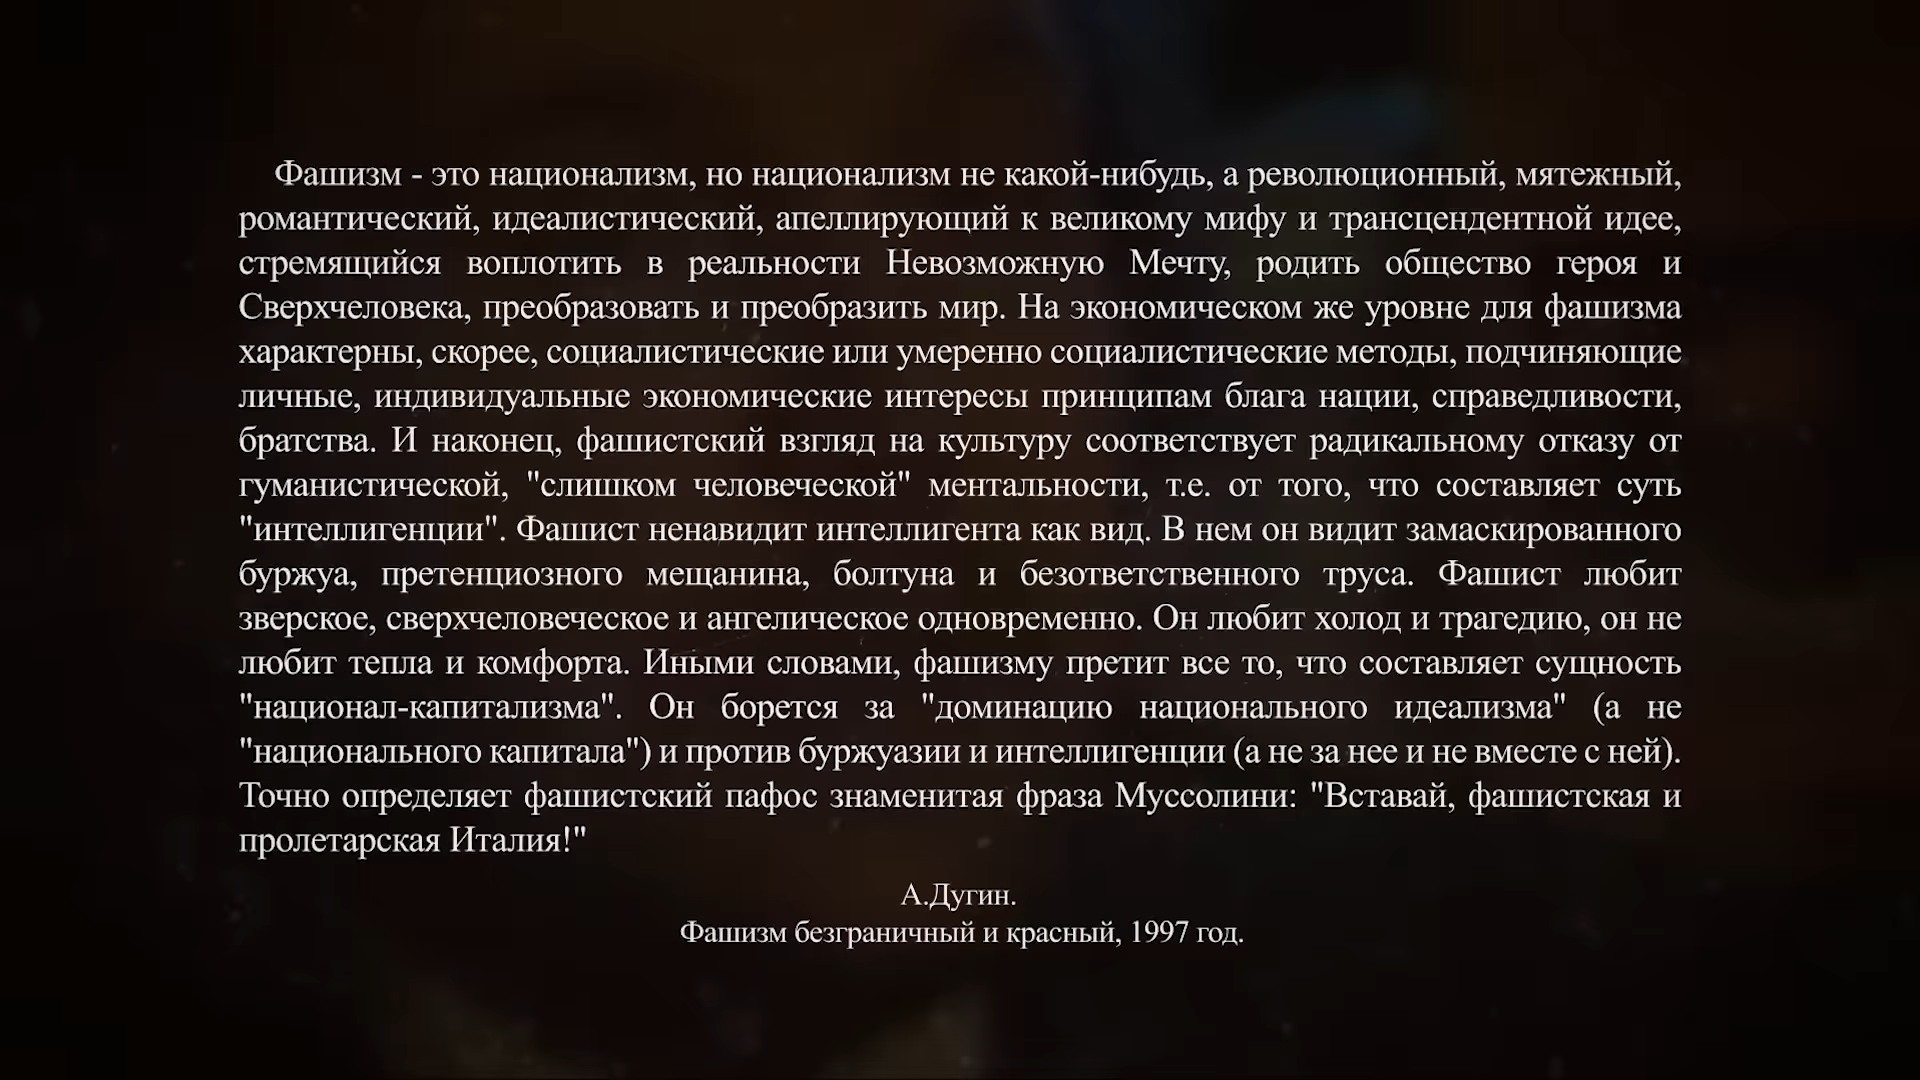 Фашизм - это национализм, но национализм не какой-нибудь, а революционный, мятежный,
романтический, идеалистический, апеллирующий к великому мифу и трансцендентной идее,
стремящийся воплотить в реальности Невозможную Мечту, родить общество героя и
Сверхчеловека, преобразовать и преобразить мир. На экономическом же уровне для фашизма
характерны, скорее, социалистические или умеренно социалистические методы, подчиняющие
личные, индивидуальные экономические интересы принципам блага нации, справедливости,
братства. И наконец, фашистский взгляд на культуру соответствует радикальному отказу от
гуманистической, "слишком человеческой" ментальности, т.е. от того, что составляет суть
"интеллигенции". Фашист ненавидит интеллигента как вид. В нем он видит замаскированного
буржуа, претенциозного мещанина, болтуна и безответственного труса. Фашист любит
зверское, сверхчеловеческое и ангелическое одновременно. Он любит холод и трагедию, он не
любит тепла и комфорта. Иными словами, фашизму претит все то, что составляет сущность
"национал-капитализма". Он борется за "доминацию национального идеализма" (а не
"национального капитала") и против буржуазии и интеллигенции (а не за нее и не вместе с ней).
Точно определяет фашистский пафос знаменитая фраза Муссолини: "Вставай, фашистская и
пролетарская Италия!"
А.Дугин.
Фашизм безграничный и красный, 1997 год.